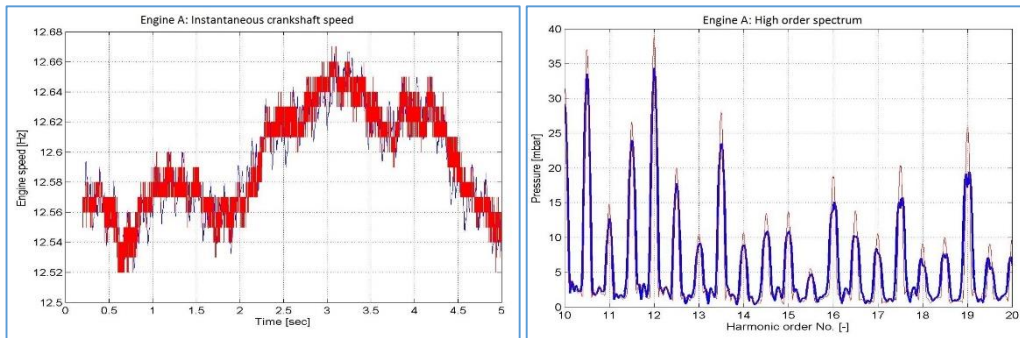 Engine A: Instantaneous crankshaft speed
12.68
12.66
12.64
12.62
12.6
12.58
12.56
12.54
12.52
12.5
Engine speed [Hz]
0 0.5 1 1.5 2 2.5 3 3.5 4 4.5 5
Time [sec]
Engine A: High order spectrum
40
35
30
25
20
15
10
5
0
Pressure [mbar]
10 11 12 13 14 15 16 17 18 19 20
Harmonic order No. [-]